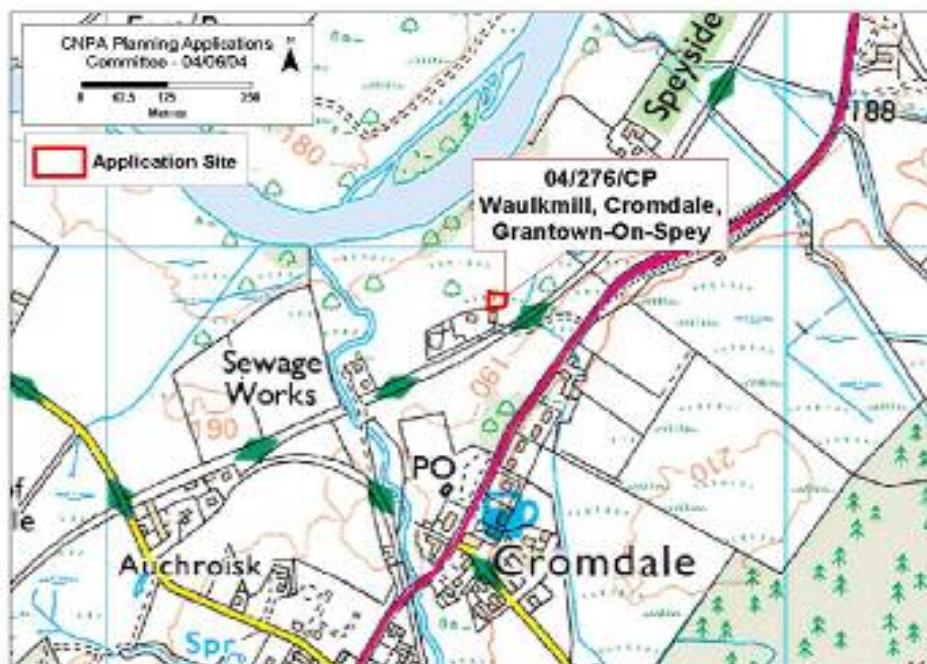 CNPA Planning Applications
Committee - 04/06/04
N
0 62.5 125 250
Metres
Application Site
180
Speyside
188
04/276/CP
Waulkmill, Cromdale,
Grantown-On-Spey
Sewage
Works
190
190
PO
210
Auchroisk
Cromdale
Spr